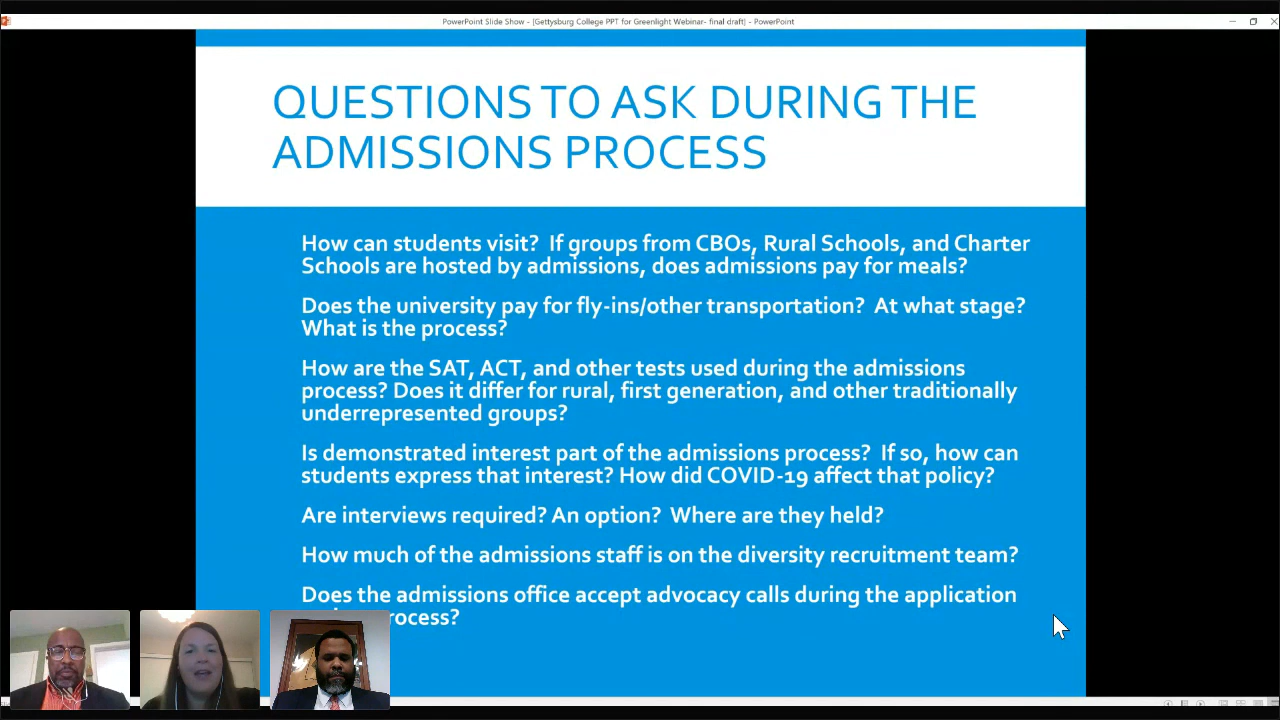 PowerPoint Slide Show - [Gettysburg College PPT for Greenlight Webinar- final draft] - PowerPoint
QUESTIONS TO ASK DURING THE
ADMISSIONS PROCESS
How can students visit?  If groups from CBOs, Rural Schools, and Charter
Schools are hosted by admissions, does admissions pay for meals?
Does the university pay for fly-ins/other transportation?  At what stage?
What is the process?
How are the SAT, ACT, and other tests used during the admissions
process? Does it differ for rural, first generation, and other traditionally
underrepresented groups?
Is demonstrated interest part of the admissions process?  If so, how can
students express that interest? How did COVID-19 affect that policy?
Are interviews required? An option?  Where are they held?
How much of the admissions staff is on the diversity recruitment team?
Does the admissions office accept advocacy calls during the application